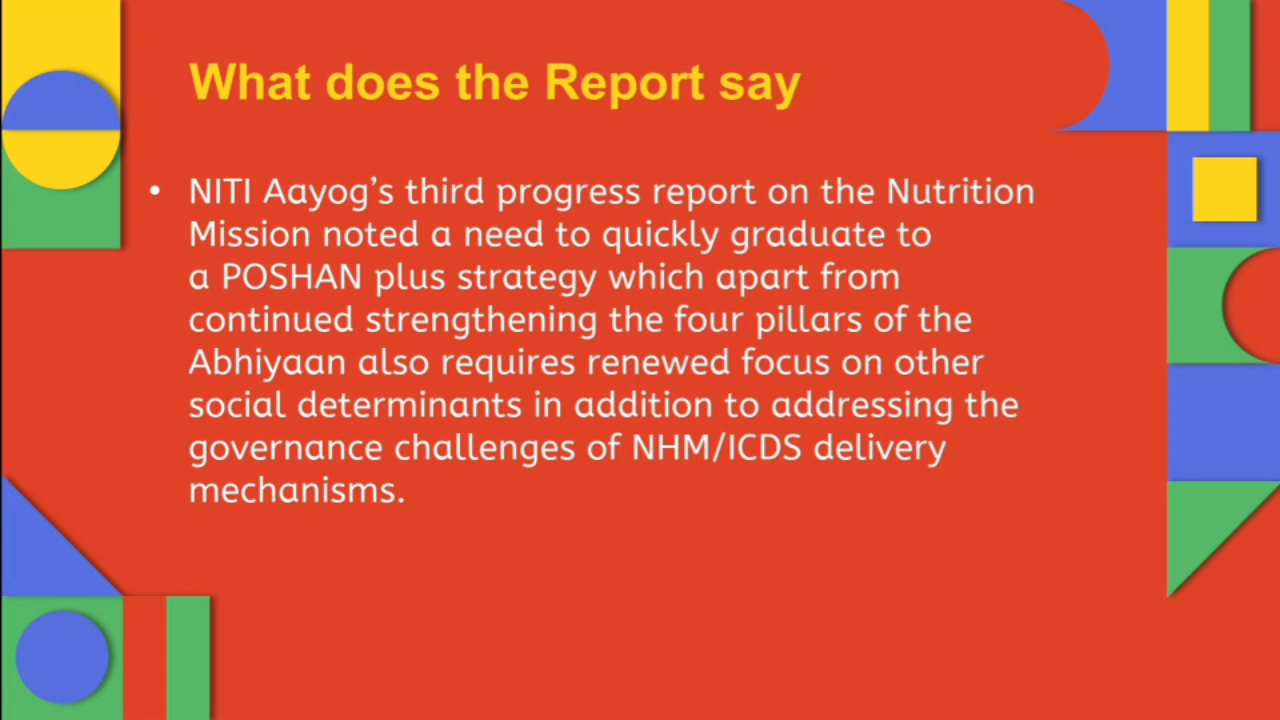 What does the Report say
• NITI Aayog’s third progress report on the Nutrition
Mission noted a need to quickly graduate to
a POSHAN plus strategy which apart from
continued strengthening the four pillars of the
Abhiyaan also requires renewed focus on other
social determinants in addition to addressing the
governance challenges of NHM/ICDS delivery
mechanisms.